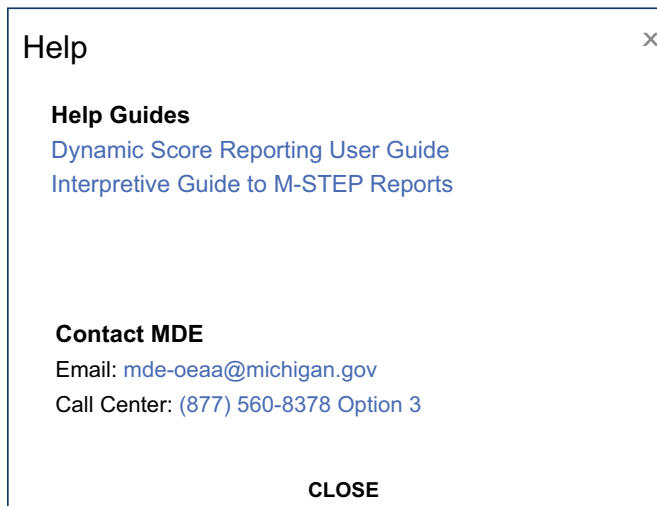 Help
Help Guides
Dynamic Score Reporting User Guide
Interpretive Guide to M-STEP Reports
Contact MDE
Email: mde-oeaa@michigan.gov
Call Center: (877) 560-8378 Option 3
CLOSE